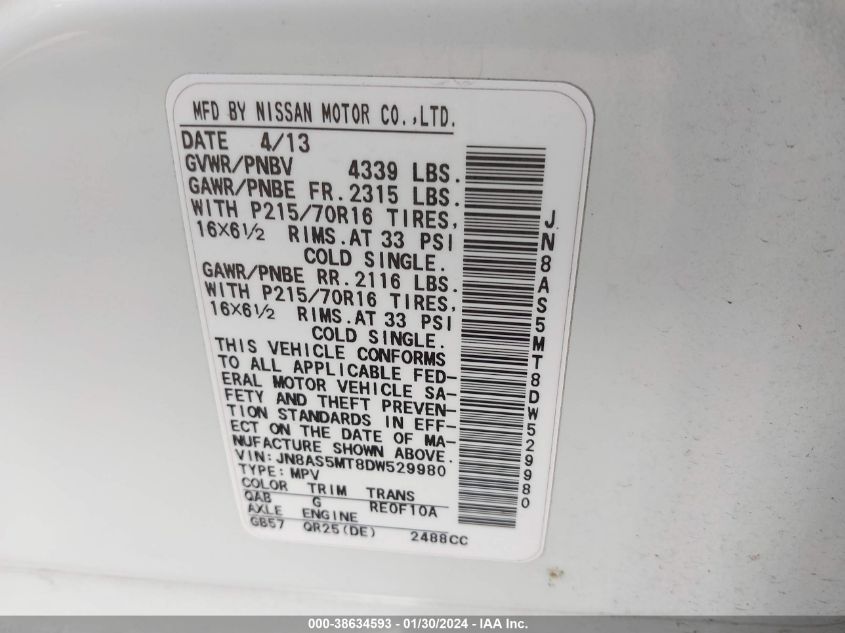 MFD BY NISSAN MOTOR CO.,LTD.
DATE 4/13
GVWR/PNBV 4339 LBS.
GAWR/PNBE FR.2315 LBS.
WITH P215/70R16 TIRES,
16X6½ RIMS.AT 33 PSI
COLD SINGLE.
GAWR/PNBE RR.2116 LBS.
WITH P215/70R16 TIRES,
16X6½ RIMS.AT 33 PSI
COLD SINGLE.
THIS VEHICLE CONFORMS
TO ALL APPLICABLE FED-
ERAL MOTOR VEHICLE SA-
FETY AND THEFT PREVEN-
TION STANDARDS IN EFF-
ECT ON THE DATE OF MA-
NUFACTURE SHOWN ABOVE.
VIN:JN8AS5MT8DW529980
TYPE:MPV
COLOR TRIM TRANS
QAB G RE0F10A
AXLE ENGINE
GB57 QR25(DE) 2488CC
JN8AS5MT8DW529980
000-38634593 - 01/30/2024 - IAA Inc.